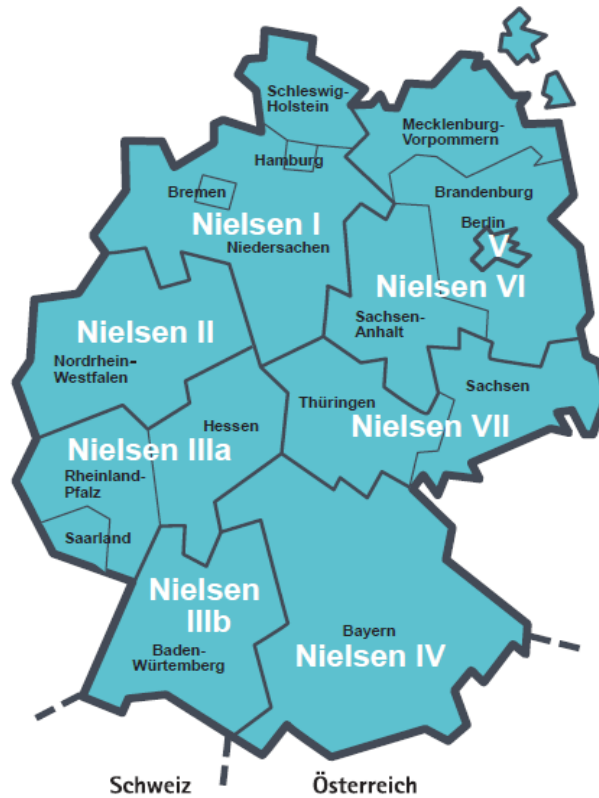 Schleswig-
Holstein
Mecklenburg-
Vorpommern
Hamburg
Bremen
Brandenburg
Nielsen I
Berlin
V
Niedersachen
Nielsen VI
Nielsen II
Sachsen-
Anhalt
Nordrhein-
Westfalen
Sachsen
Thüringen
Hessen
Nielsen VII
Nielsen IIIa
Rheinland-
Pfalz
Saarland
Nielsen
IIIb
Bayern
Nielsen IV
Baden-
Würtemberg
Schweiz
Österreich